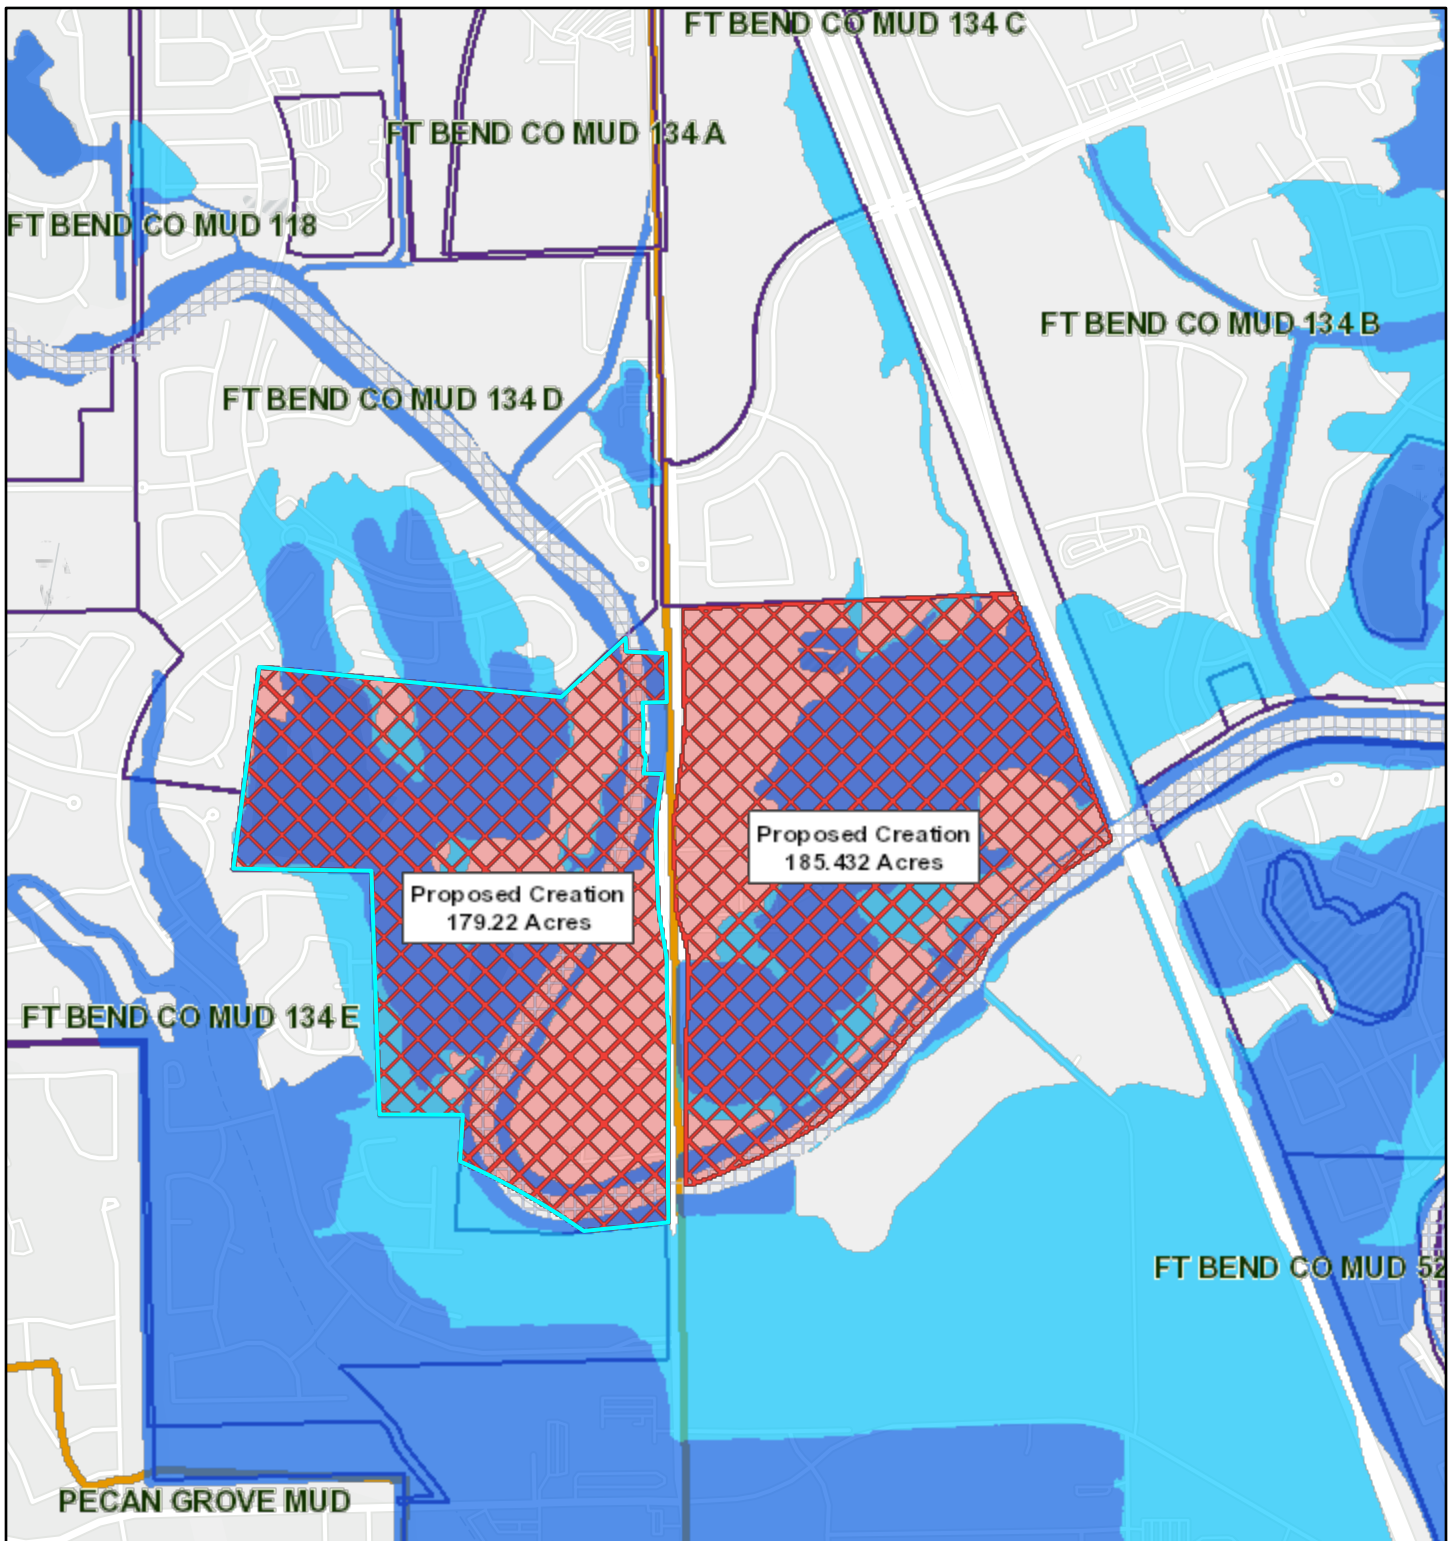 FT BEND CO MUD 134 C
FT BEND CO MUD 134 A
FT BEND CO MUD 118
FT BEND CO MUD 134 B
FT BEND CO MUD 134 D
Proposed Creation
185.432 Acres
Proposed Creation
179.22 Acres
FT BEND CO MUD 134 E
FT BEND CO MUD 52
PECAN GROVE MUD